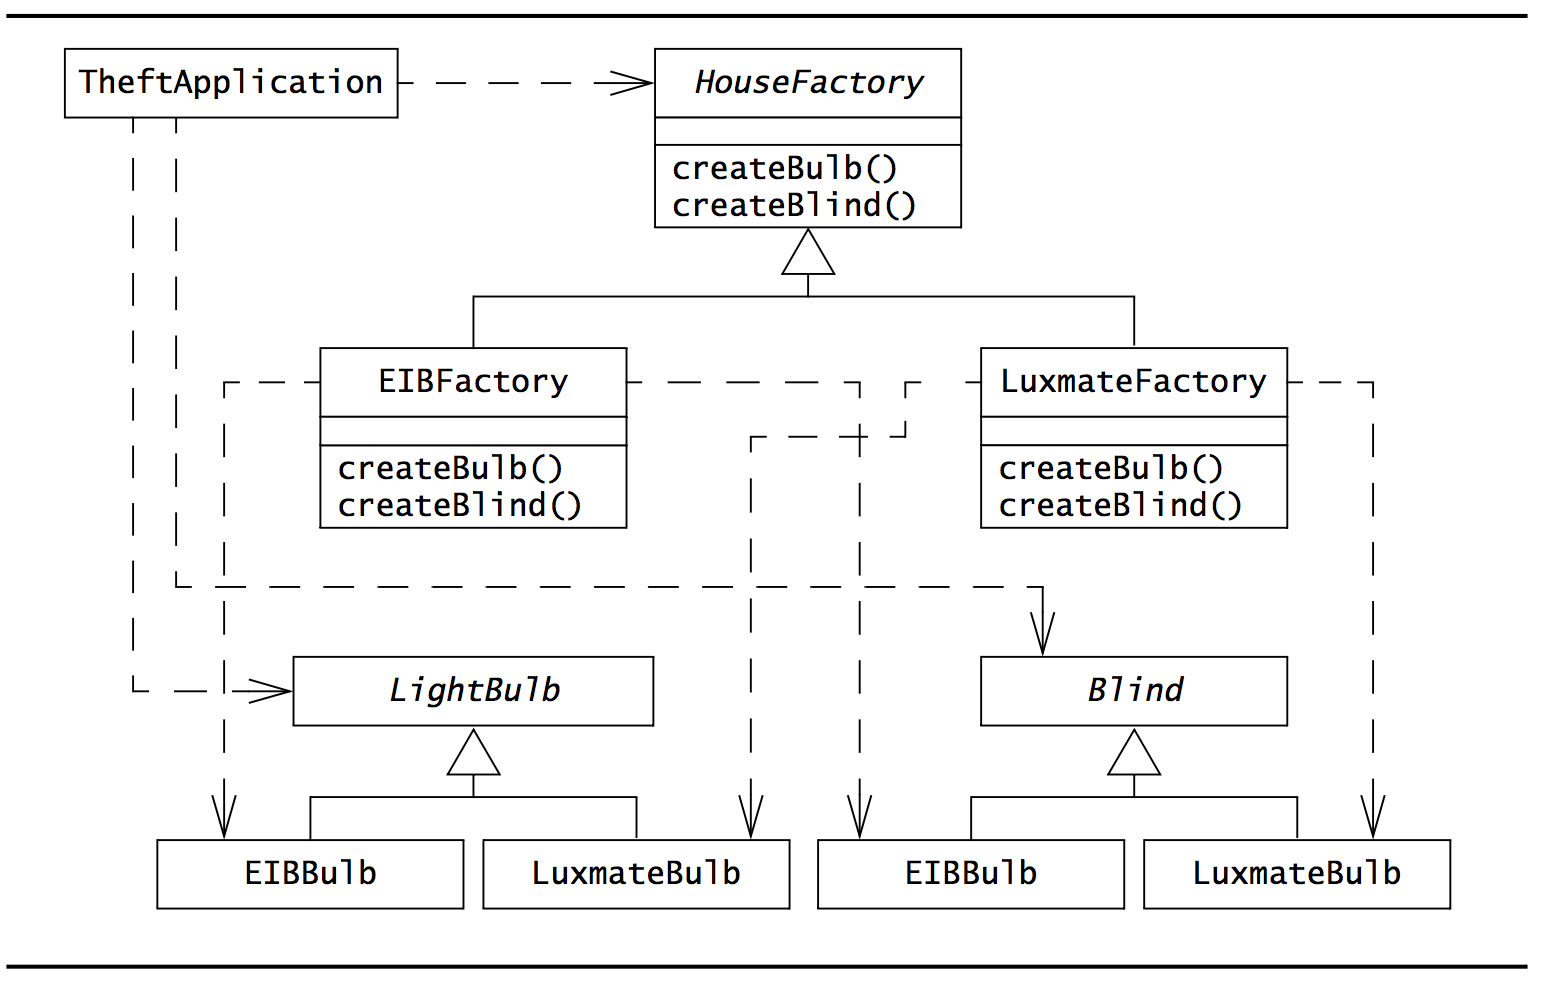 TheftApplication
HouseFactory
createBulb()
createBlind()
EIBFactory
createBulb()
createBlind()
LuxmateFactory
createBulb()
createBlind()
LightBulb
Blind
EIBBulb
LuxmateBulb
EIBBulb
LuxmateBulb